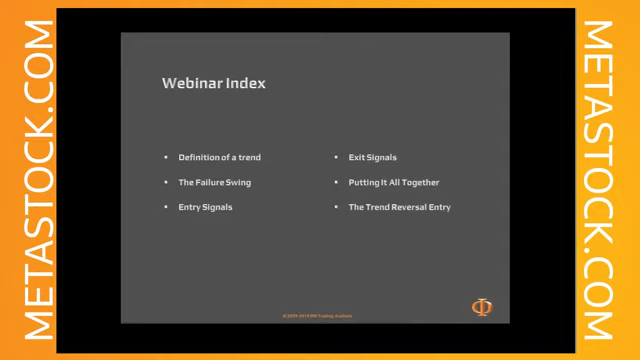 METASTOCK.COM
Webinar Index
▪ Definition of a trend
▪ The Failure Swing
▪ Entry Signals
▪ Exit Signals
▪ Putting It All Together
▪ The Trend Reversal Entry
METASTOCK.COM